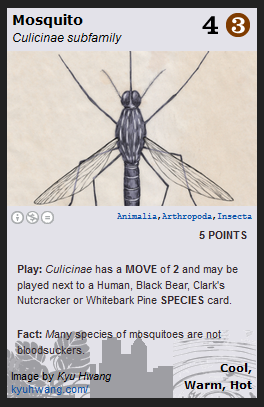 Mosquito
4 3
Culicinae subfamily
Animalia, Arthropoda, Insecta
5 POINTS
Play: Culicinae has a MOVE of 2 and may be
played next to a Human, Black Bear, Clark's
Nutcracker or Whitebark Pine SPECIES card.
Fact: Many species of mosquitoes are not
bloodsuckers.
Image by Kyu Hwang
kyuhwang.com/
Cool,
Warm, Hot